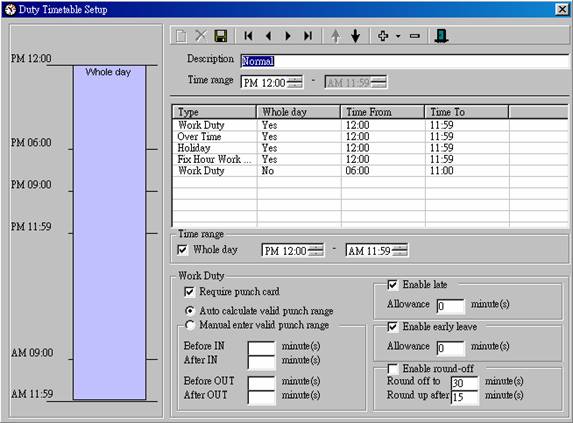 Duty Timetable Setup
Description Normal
Time range PM 12:00 - AM 11:59
PM 12:00
Whole day
PM 06:00
PM 09:00
PM 11:59
AM 09:00
AM 11:59
Type Whole day Time From Time To
Work Duty Yes 12:00 11:59
Over Time Yes 12:00 11:59
Holiday Yes 12:00 11:59
Fix Hour Work ... Yes 12:00 11:59
Work Duty No 06:00 11:00
Time range
Whole day PM 12:00 - AM 11:59
Work Duty
Require punch card
Auto calculate valid punch range
Manual enter valid punch range
Before IN minute(s)
After IN minute(s)
Before OUT minute(s)
After OUT minute(s)
Enable late
Allowance 0 minute(s)
Enable early leave
Allowance 0 minute(s)
Enable round-off
Round off to 30 minute(s)
Round up after 15 minute(s)